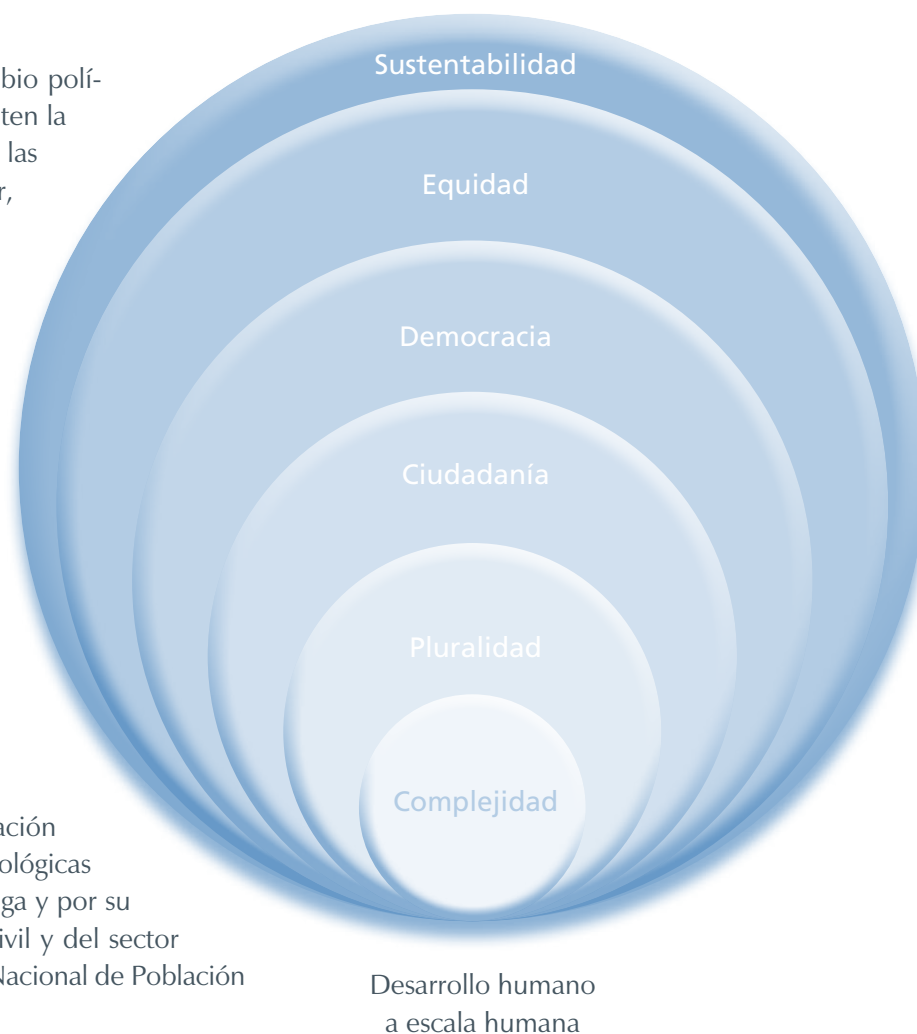 Sustentabilidad
bio polí-
ten la
las
r,
Equidad
Democracia
Ciudadanía
Pluralidad
Complejidad
ación
ológicas
ga y por su
ivil y del sector
Nacional de Población
Desarrollo humano
a escala humana